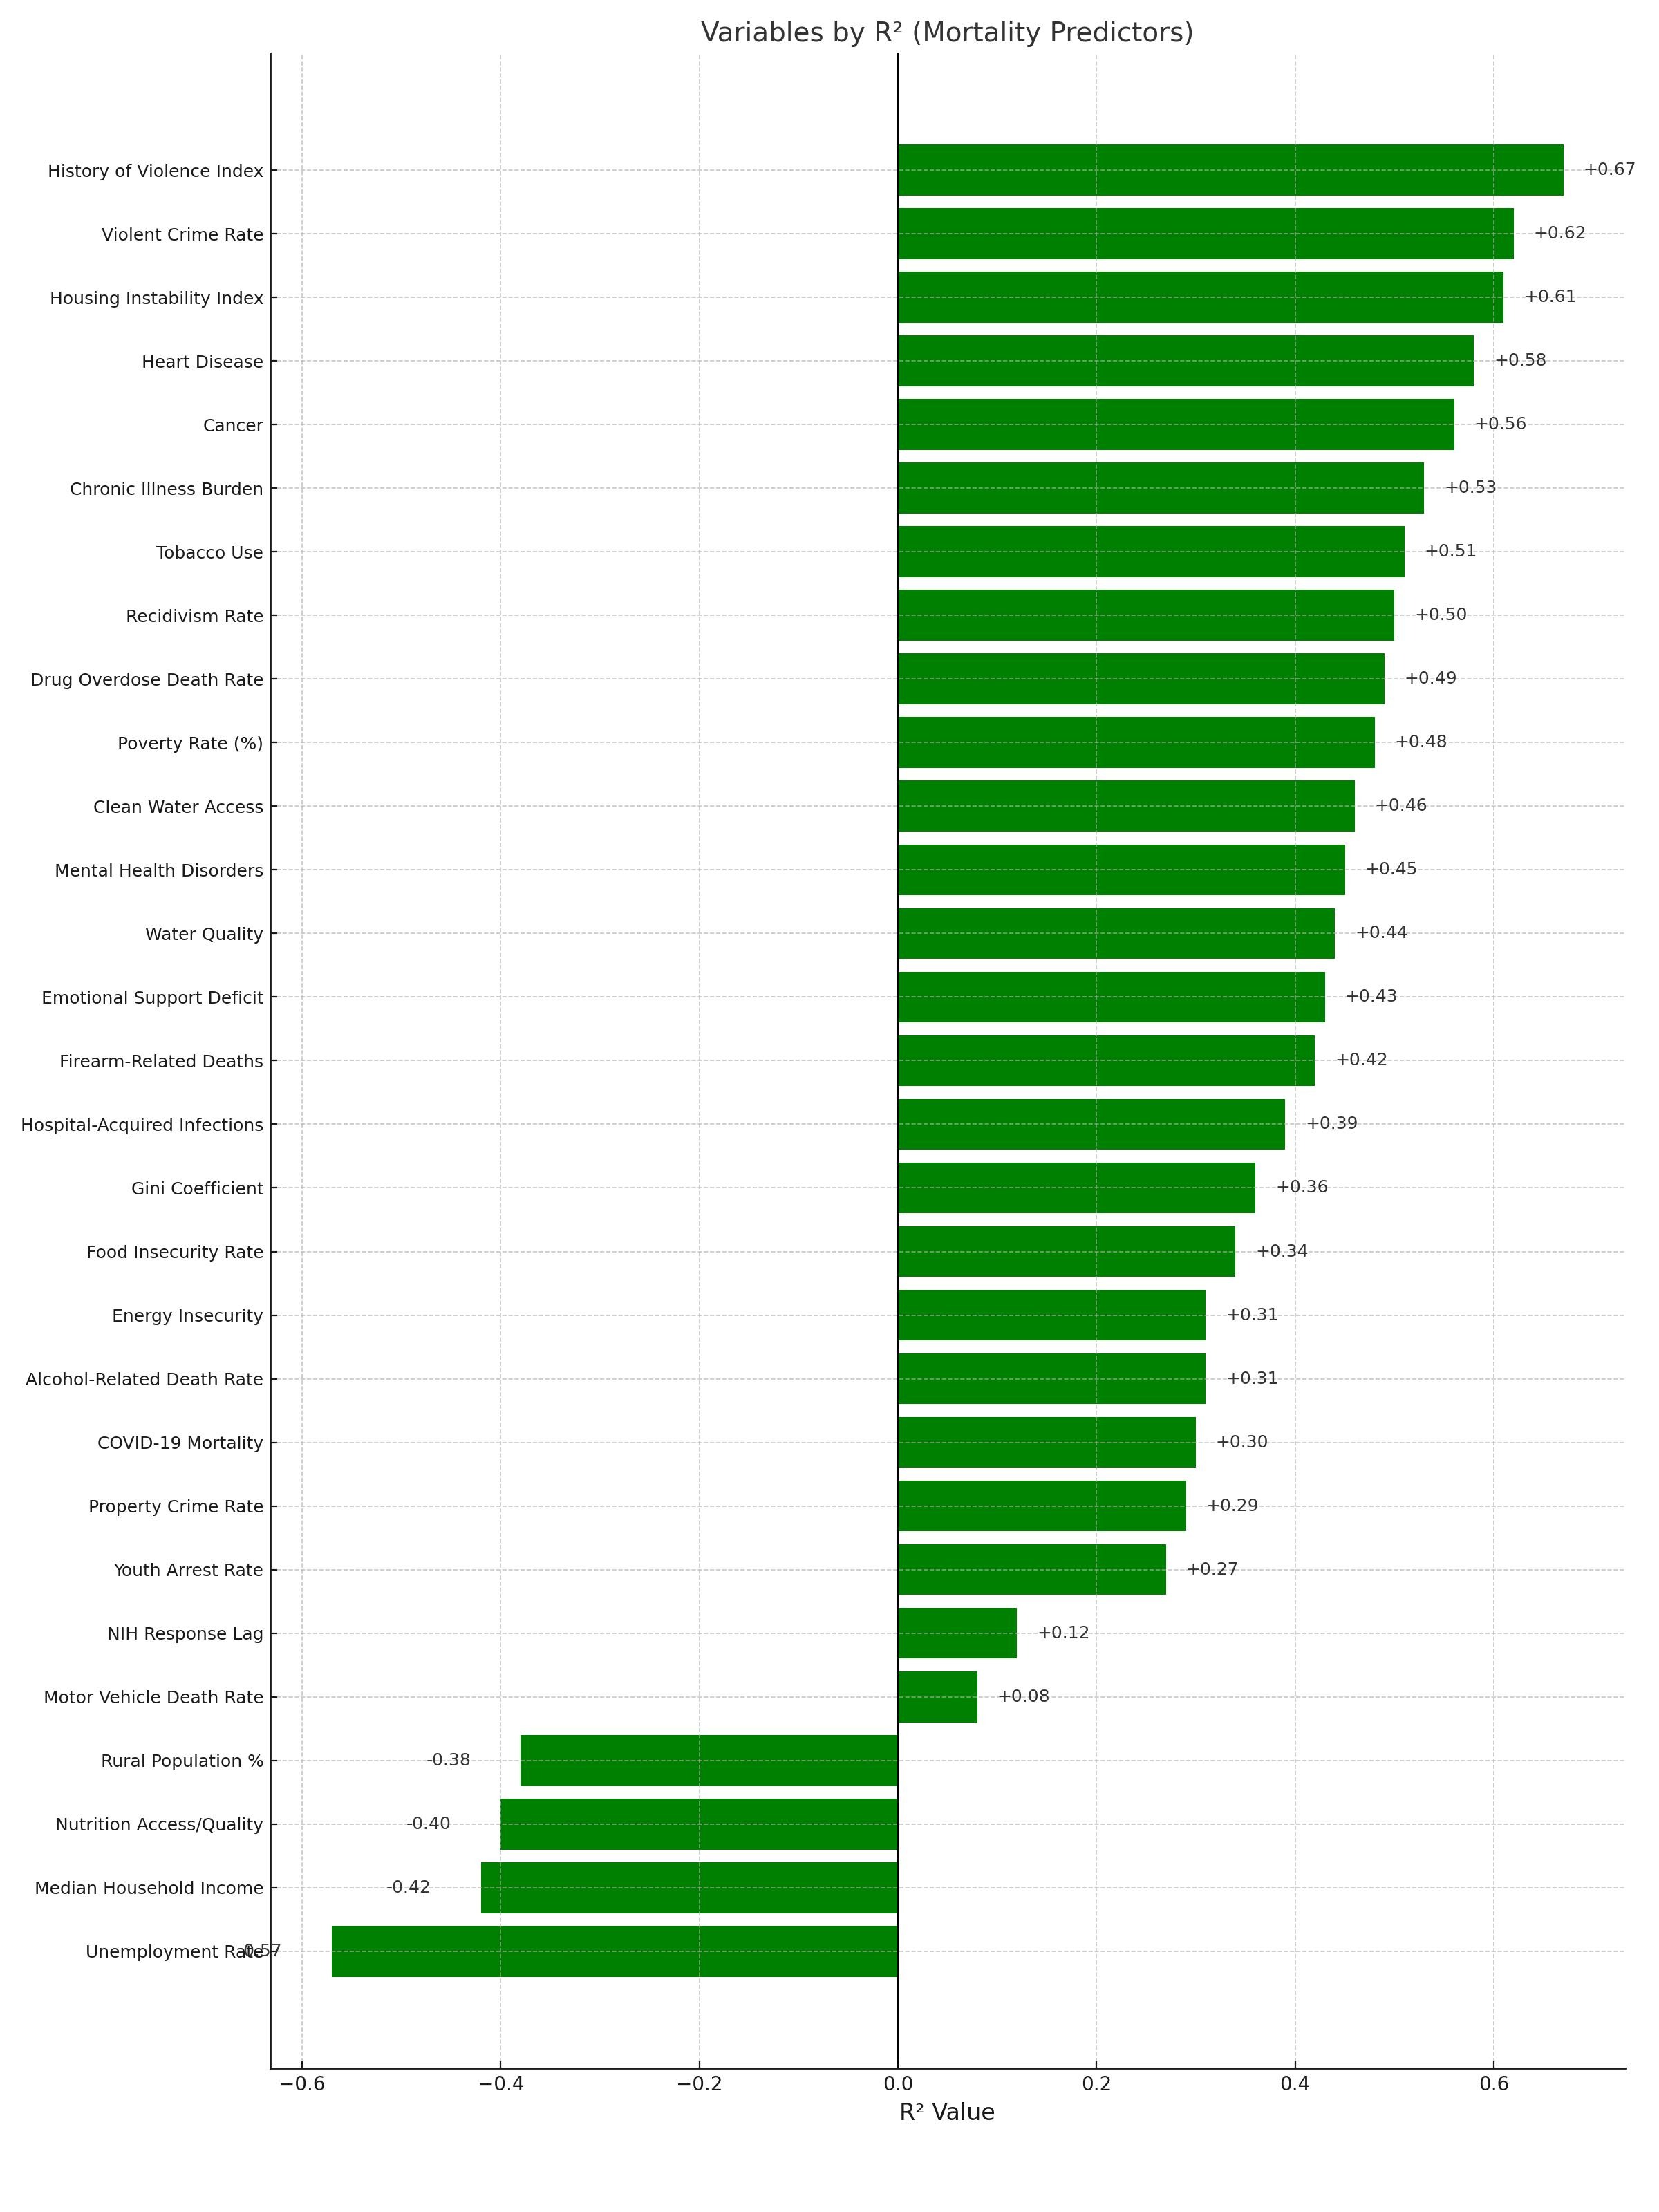 Variables by R² (Mortality Predictors)
History of Violence Index +0.67
Violent Crime Rate +0.62
Housing Instability Index +0.61
Heart Disease +0.58
Cancer +0.56
Chronic Illness Burden +0.53
Tobacco Use +0.51
Recidivism Rate +0.50
Drug Overdose Death Rate +0.49
Poverty Rate (%) +0.48
Clean Water Access +0.46
Mental Health Disorders +0.45
Water Quality +0.44
Emotional Support Deficit +0.43
Firearm-Related Deaths +0.42
Hospital-Acquired Infections +0.39
Gini Coefficient +0.36
Food Insecurity Rate +0.34
Energy Insecurity +0.31
Alcohol-Related Death Rate +0.31
COVID-19 Mortality +0.30
Property Crime Rate +0.29
Youth Arrest Rate +0.27
NIH Response Lag +0.12
Motor Vehicle Death Rate +0.08
Rural Population % -0.38
Nutrition Access/Quality -0.40
Median Household Income -0.42
Unemployment Rate -0.57
−0.6 −0.4 −0.2 0.0 0.2 0.4 0.6
R² Value